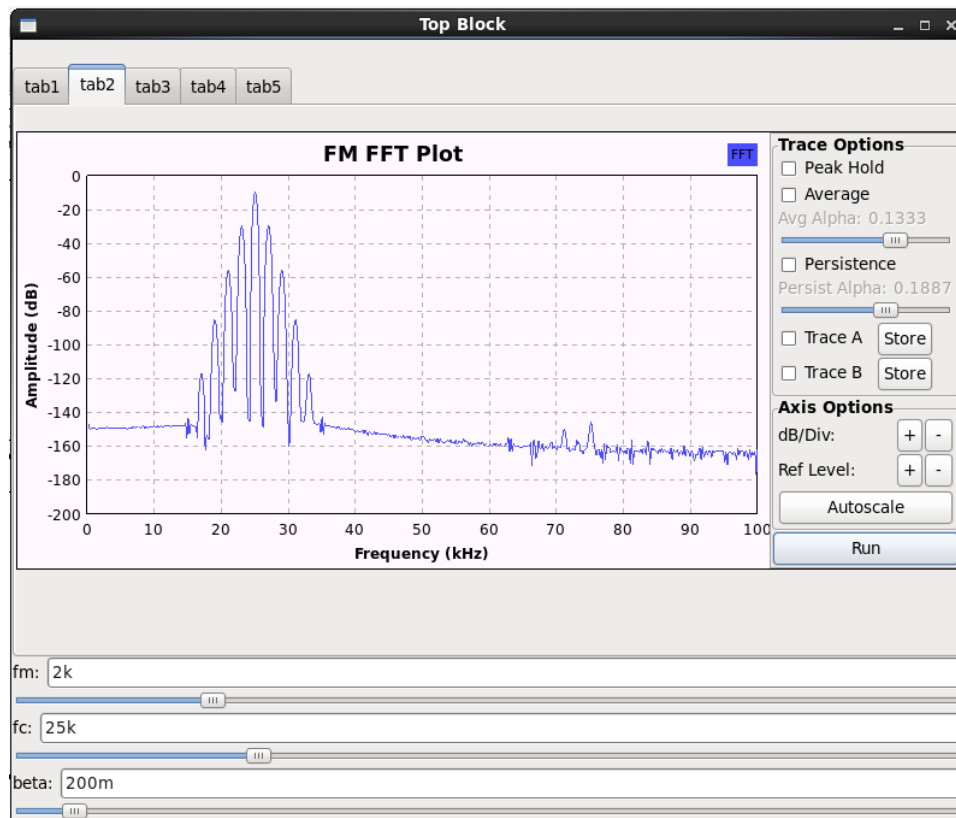 Top Block
tab1 tab2 tab3 tab4 tab5
FM FFT Plot
FFT
Amplitude (dB)
0
-20
-40
-60
-80
-100
-120
-140
-160
-180
-200
0 10 20 30 40 50 60 70 80 90 100
Frequency (kHz)
Trace Options
Peak Hold
Average
Avg Alpha: 0.1333
Persistence
Persist Alpha: 0.1887
Trace A Store
Trace B Store
Axis Options
dB/Div: + -
Ref Level: + -
Autoscale
Run
fm: 2k
fc: 25k
beta: 200m